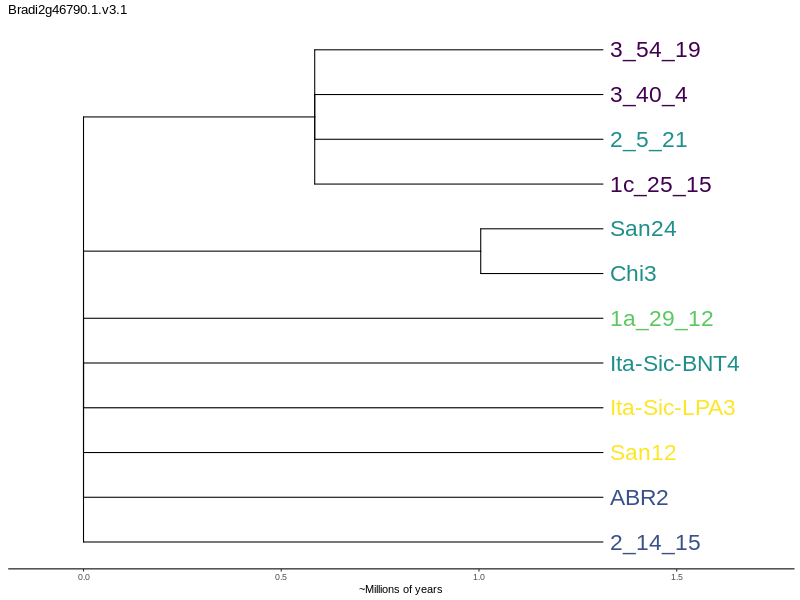 Bradi2g46790.1.v3.1
3_54_19
3_40_4
2_5_21
1c_25_15
San24
Chi3
1a_29_12
Ita-Sic-BNT4
Ita-Sic-LPA3
San12
ABR2
2_14_15
0.0 0.5 1.0 1.5
~Millions of years